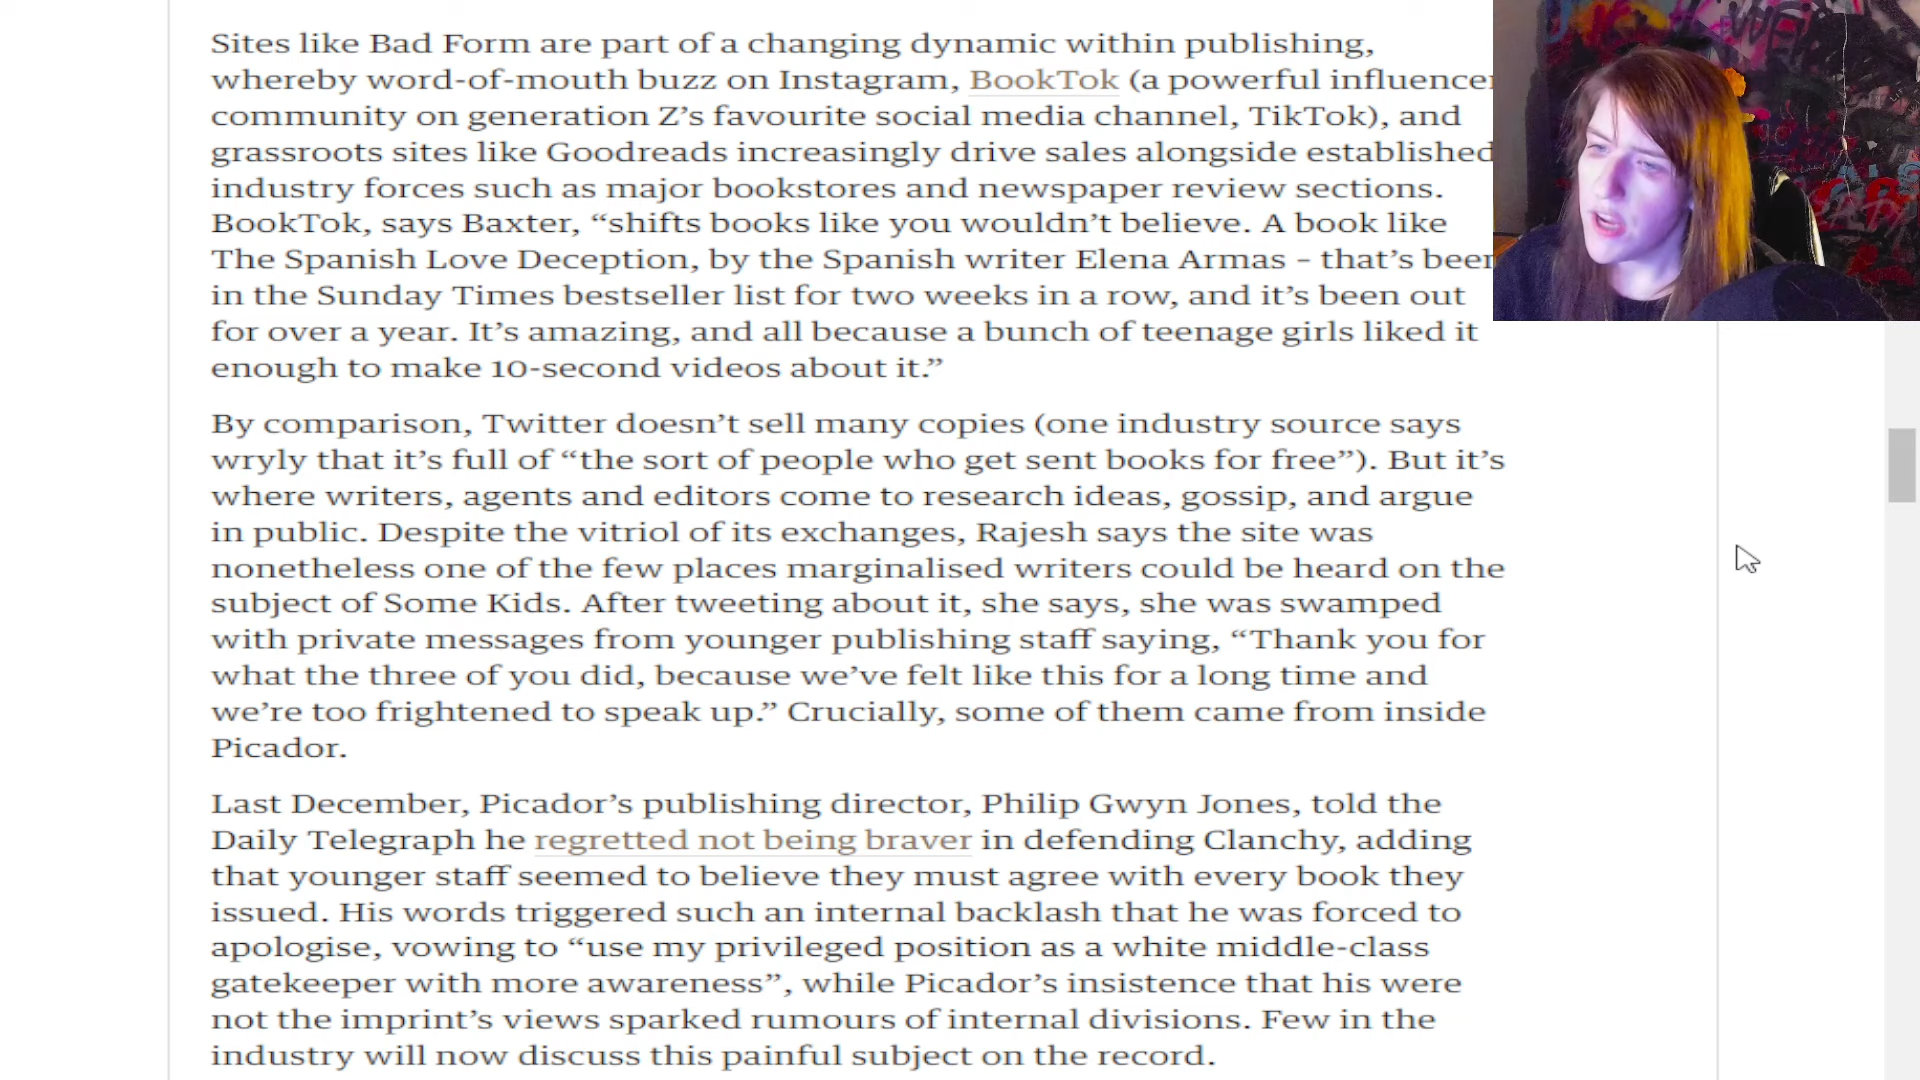 Sites like Bad Form are part of a changing dynamic within publishing,
whereby word-of-mouth buzz on Instagram, BookTok (a powerful influencer
community on generation Z’s favourite social media channel, TikTok), and
grassroots sites like Goodreads increasingly drive sales alongside established
industry forces such as major bookstores and newspaper review sections.
BookTok, says Baxter, “shifts books like you wouldn’t believe. A book like
The Spanish Love Deception, by the Spanish writer Elena Armas – that’s been
in the Sunday Times bestseller list for two weeks in a row, and it’s been out
for over a year. It’s amazing, and all because a bunch of teenage girls liked it
enough to make 10-second videos about it.”
By comparison, Twitter doesn’t sell many copies (one industry source says
wryly that it’s full of “the sort of people who get sent books for free”). But it’s
where writers, agents and editors come to research ideas, gossip, and argue
in public. Despite the vitriol of its exchanges, Rajesh says the site was
nonetheless one of the few places marginalised writers could be heard on the
subject of Some Kids. After tweeting about it, she says, she was swamped
with private messages from younger publishing staff saying, “Thank you for
what the three of you did, because we’ve felt like this for a long time and
we’re too frightened to speak up.” Crucially, some of them came from inside
Picador.
Last December, Picador’s publishing director, Philip Gwyn Jones, told the
Daily Telegraph he regretted not being braver in defending Clanchy, adding
that younger staff seemed to believe they must agree with every book they
issued. His words triggered such an internal backlash that he was forced to
apologise, vowing to “use my privileged position as a white middle-class
gatekeeper with more awareness”, while Picador’s insistence that his were
not the imprint’s views sparked rumours of internal divisions. Few in the
industry will now discuss this painful subject on the record.